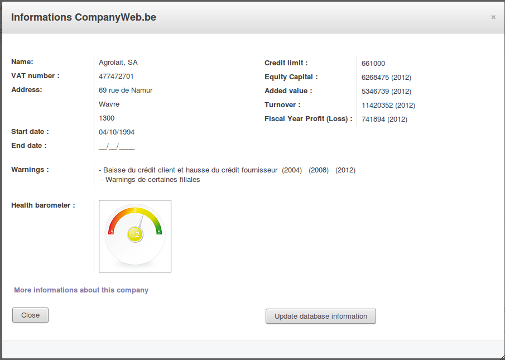 Informations CompanyWeb.be ×
Name: Agrolait, SA
VAT number : 477472701
Address: 69 rue de Namur
Wavre
1300
Start date : 04/10/1994
End date : __/__/____
Credit limit : 661000
Equity Capital : 6268475 (2012)
Added value : 5346739 (2012)
Turnover : 11420352 (2012)
Fiscal Year Profit (Loss) : 741894 (2012)
Warnings : - Baisse du crédit client et hausse du crédit fournisseur (2004) (2008) (2012)
Warnings de certaines filiales
Health barometer :
More informations about this company
Close Update database information